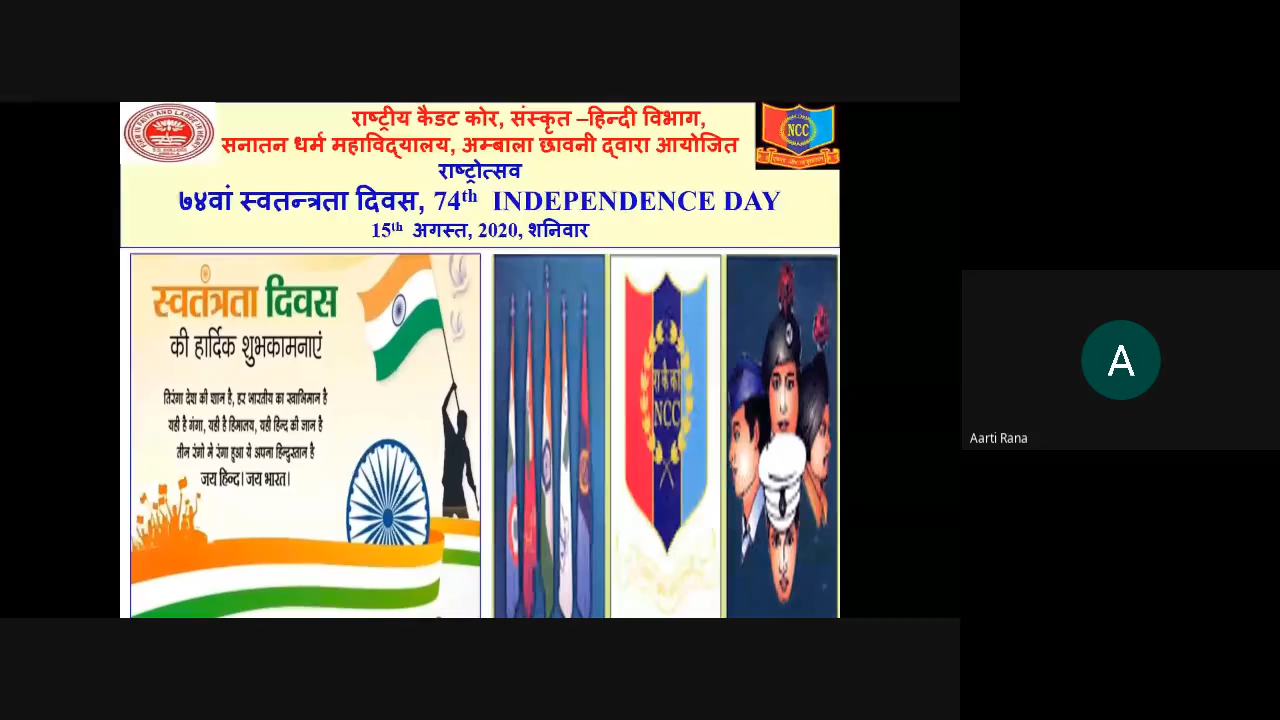 राष्ट्रीय कैडट कोर, संस्कृत –हिन्दी विभाग,
सनातन धर्म महाविद्यालय, अम्बाला छावनी द्वारा आयोजित
राष्ट्रोत्सव
७४वां स्वतन्त्रता दिवस, 74th INDEPENDENCE DAY
15th अगस्त, 2020, शनिवार
NCC
स्वतंत्रता दिवस
की हार्दिक शुभकामनाएं
तिरंगा देश की शान है, हर भारतीय का स्वाभिमान है
यही है गंगा, यही है हिमालय, यही हिन्द की जान है
तीन रंगो में रंगा हुआ ये अपना हिन्दुस्तान है
जय हिन्द। जय भारत।
NCC
A
Aarti Rana